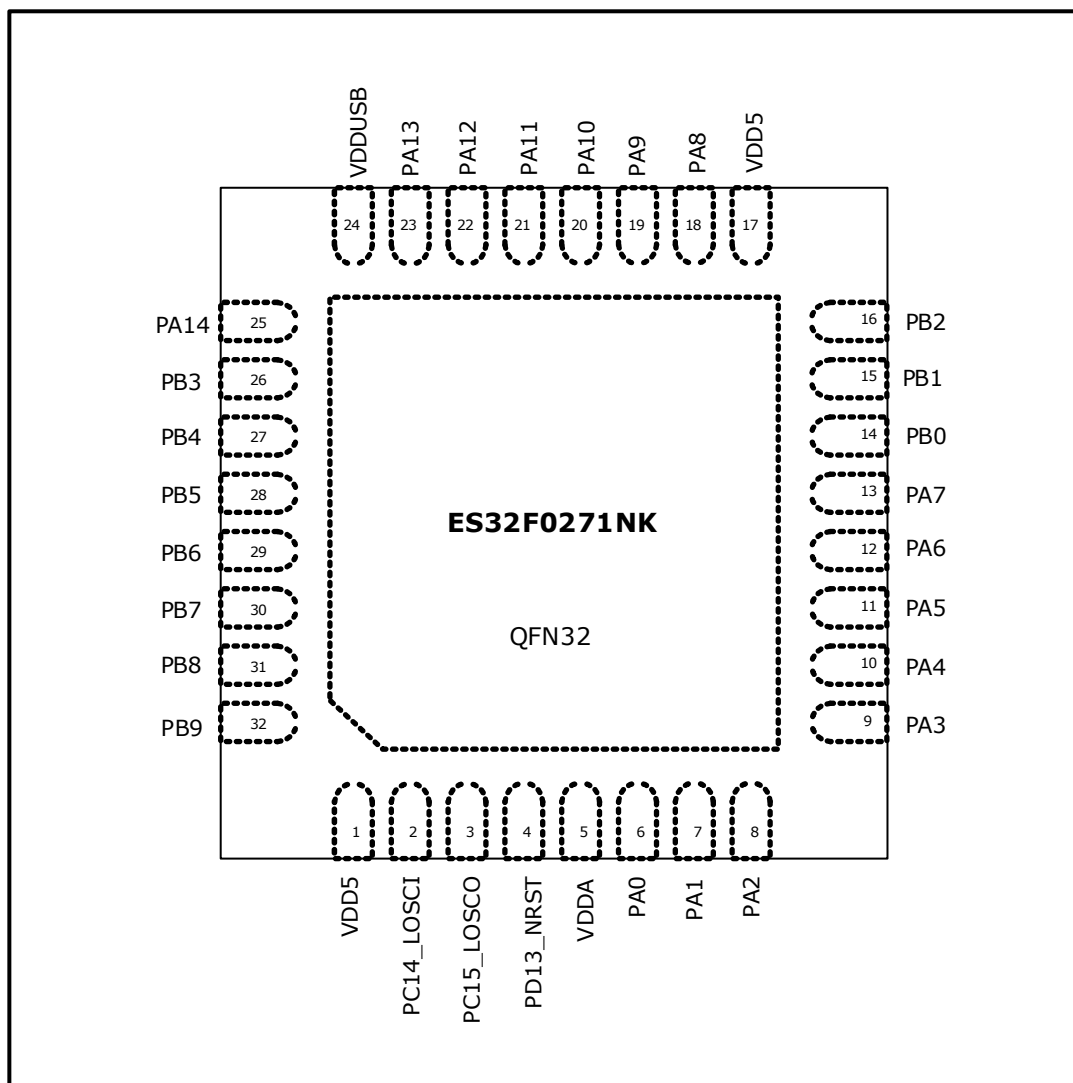 VDDUSB
PA13
PA12
PA11
PA10
PA9
PA8
VDD5
24
23
22
21
20
19
18
17
PA14 25
PB3 26
PB4 27
PB5 28
PB6 29
PB7 30
PB8 31
PB9 32
ES32F0271NK
QFN32
16 PB2
15 PB1
14 PB0
13 PA7
12 PA6
11 PA5
10 PA4
9 PA3
1
2
3
4
5
6
7
8
VDD5
PC14_LOSCI
PC15_LOSCO
PD13_NRST
VDDA
PA0
PA1
PA2